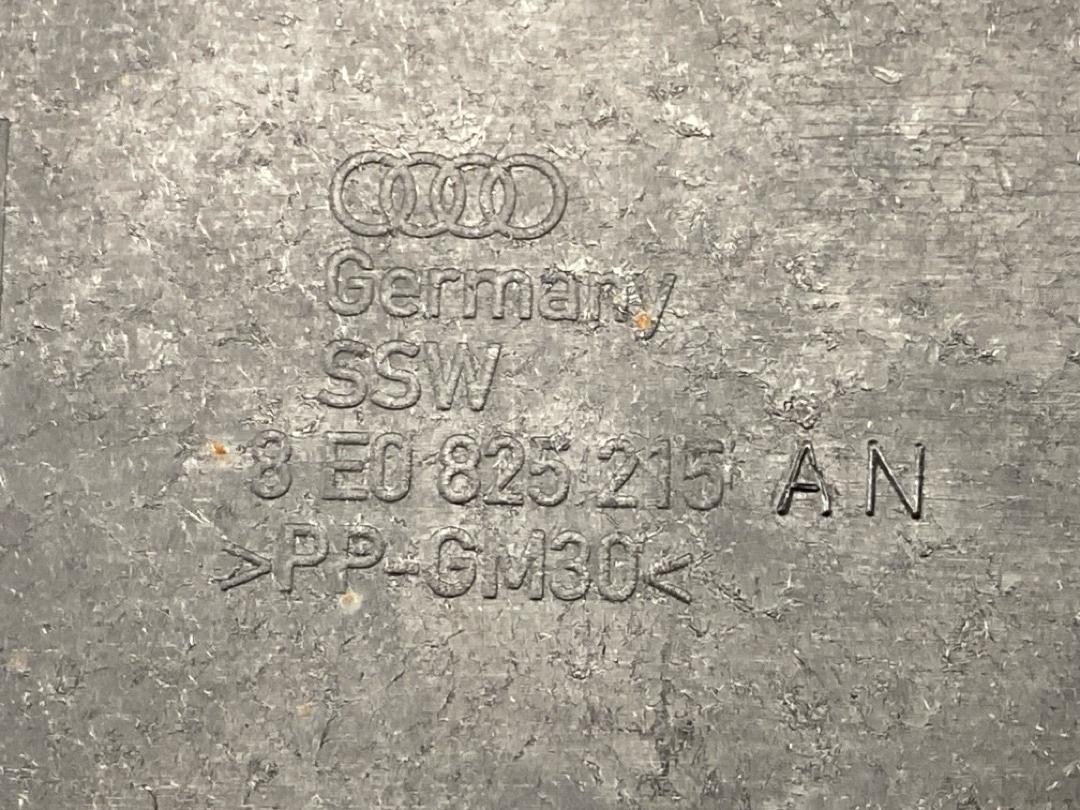 Germany
SSW
8 E0 825 215 A N
>PP-GM30<